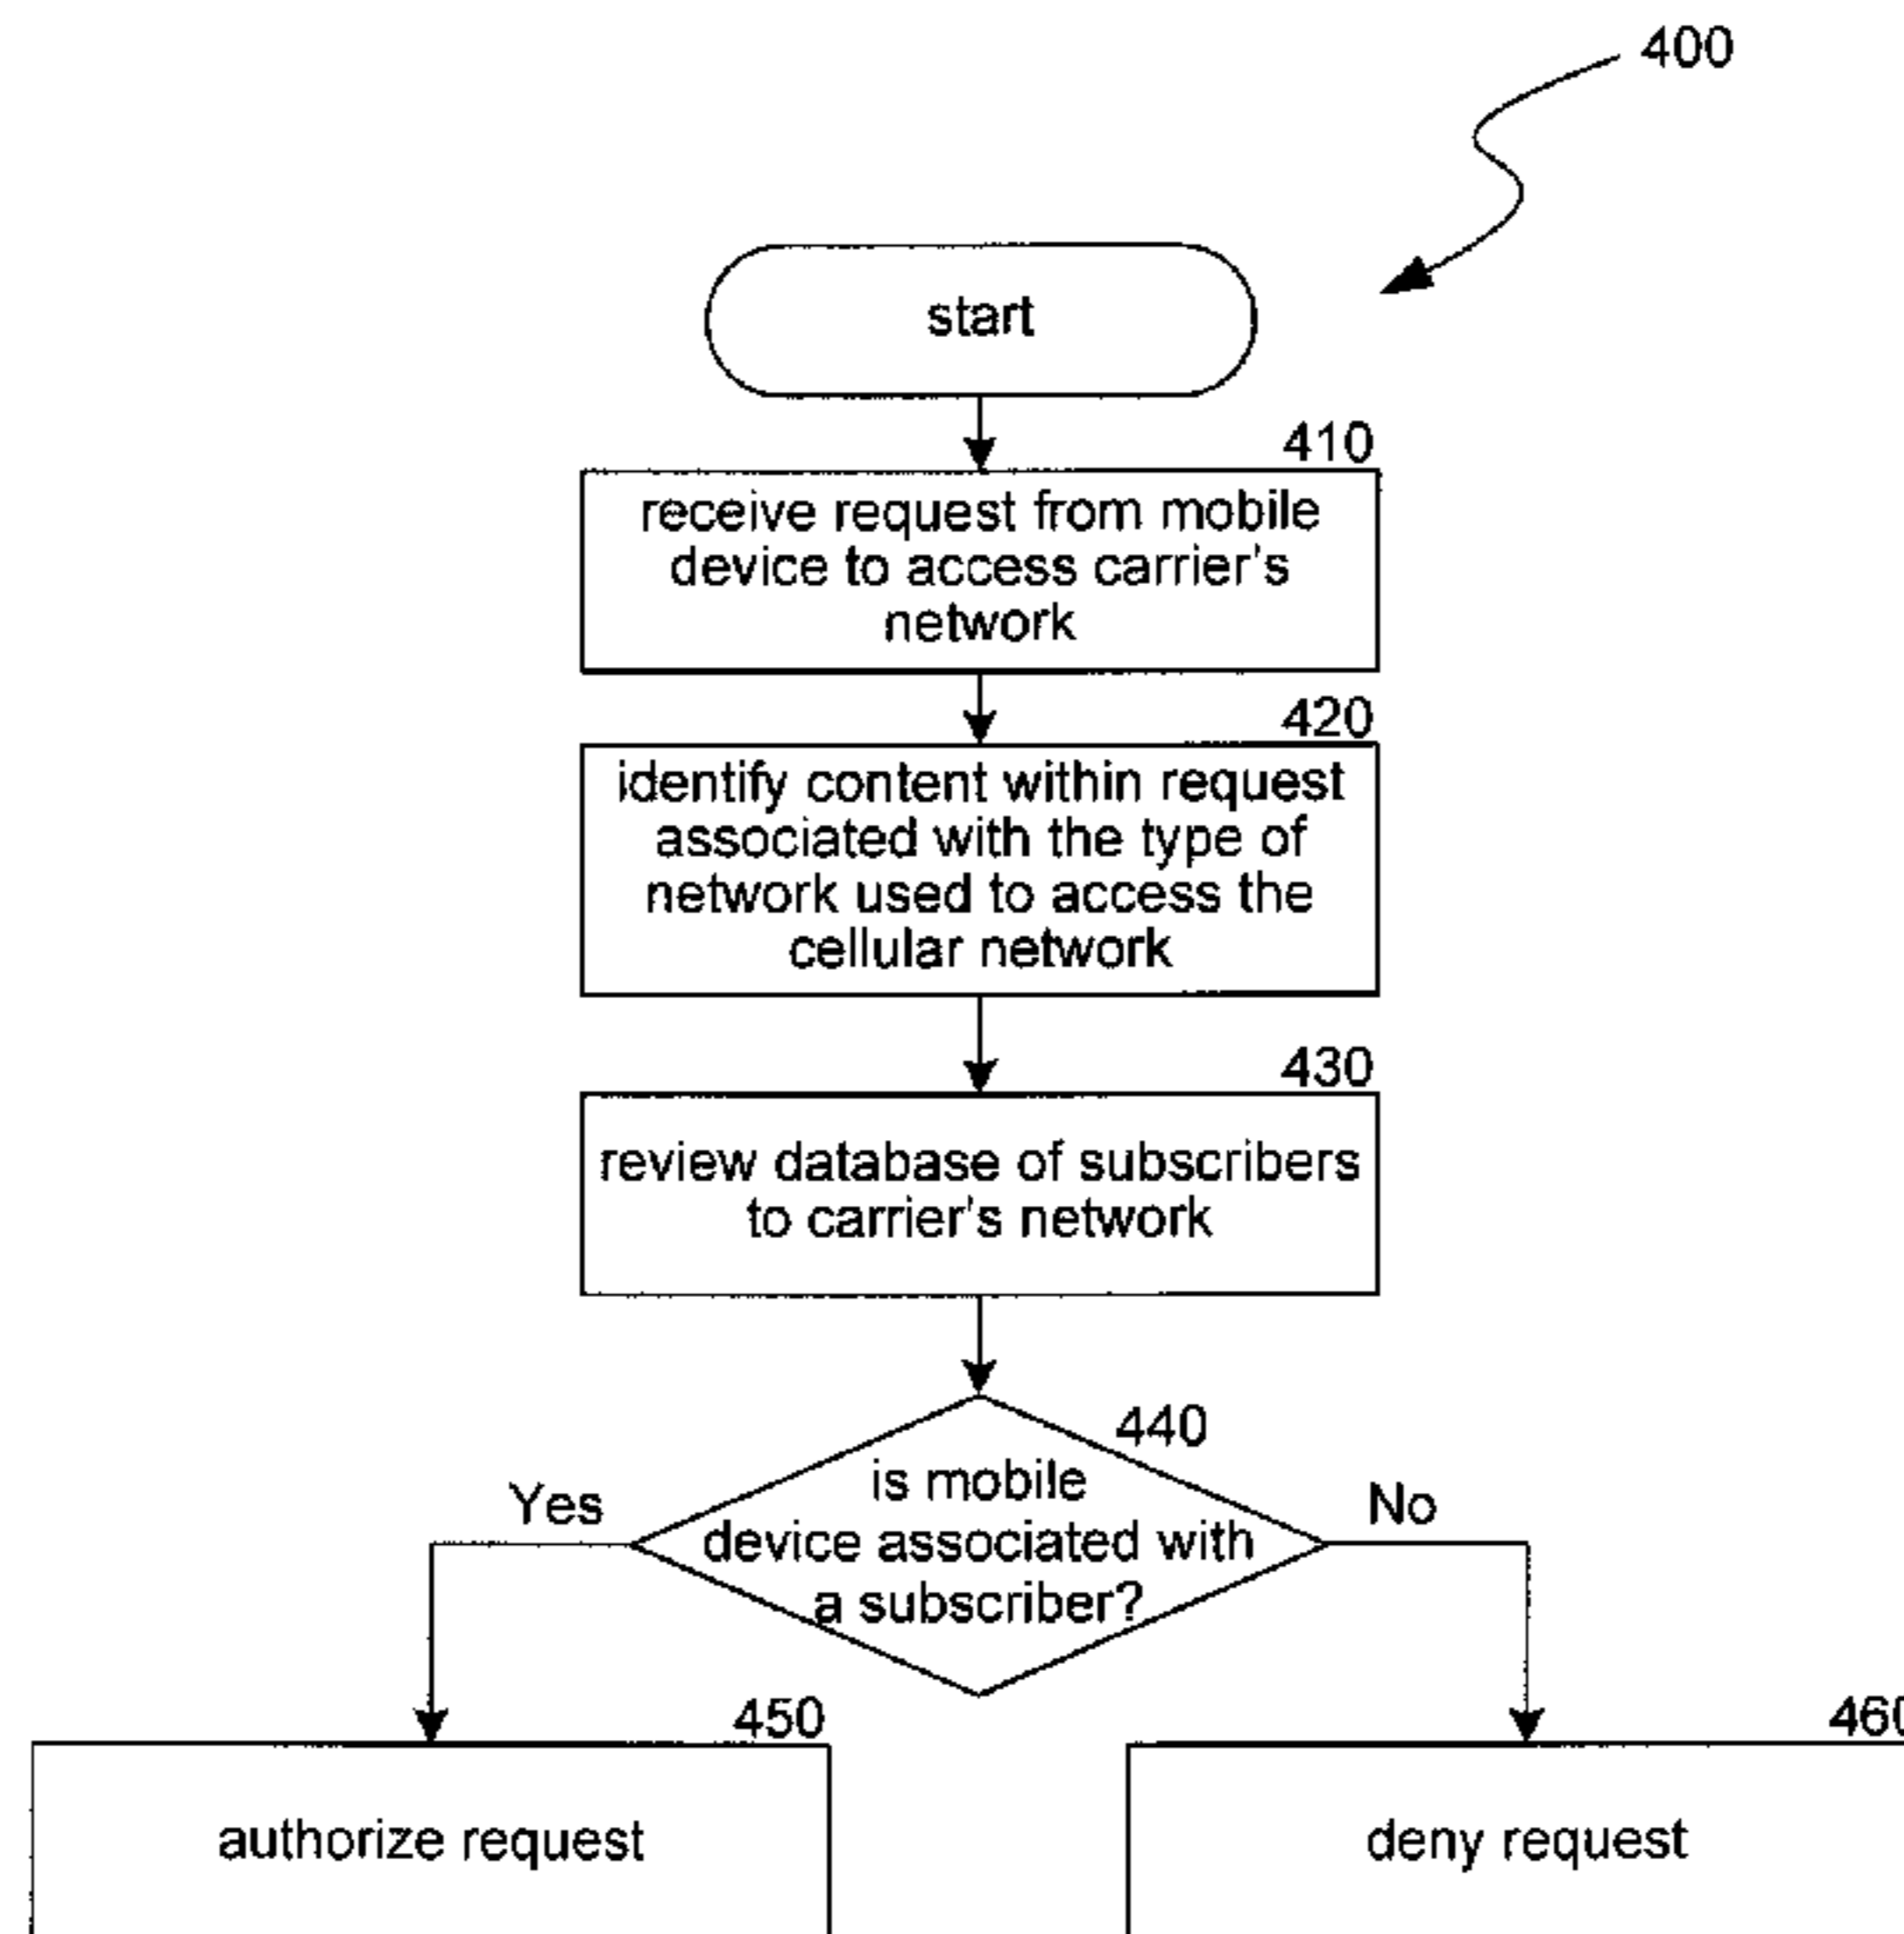 400
start
410
receive request from mobile
device to access carrier's
network
420
identify content within request
associated with the type of
network used to access the
cellular network
430
review database of subscribers
to carrier's network
440
is mobile
device associated with
a subscriber?
Yes
No
450
authorize request
460
deny request